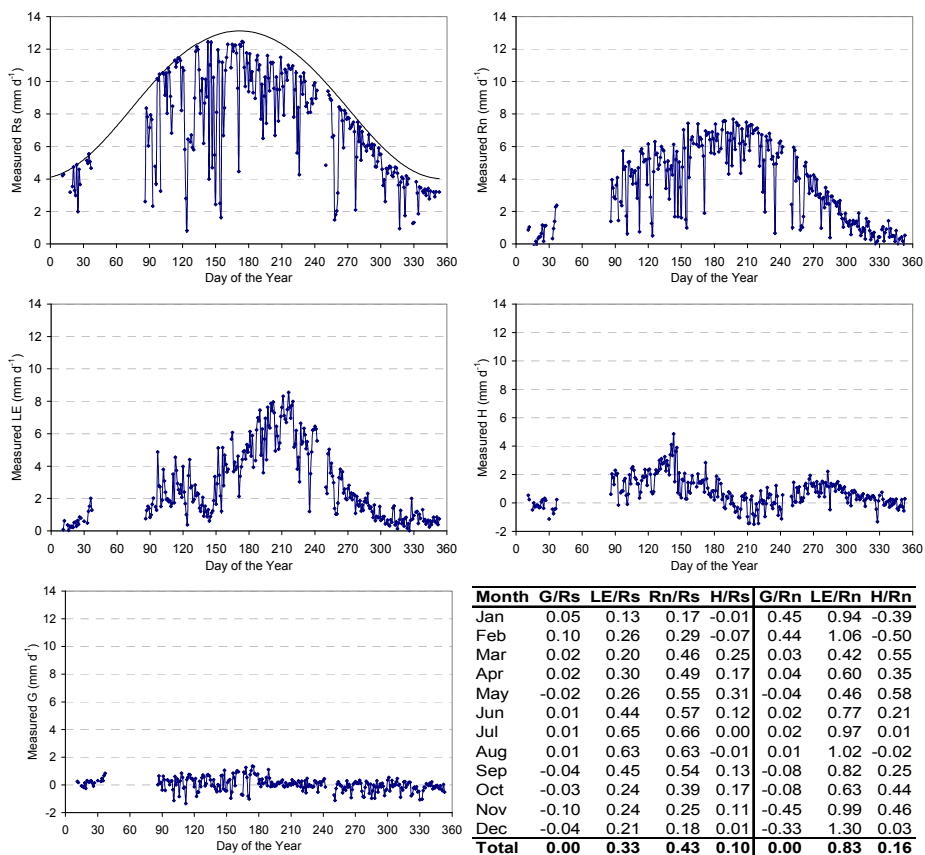 14
12
10
8
6
4
2
0
Measured Rs (mm d⁻¹)
0 30 60 90 120 150 180 210 240 270 300 330 360
Day of the Year
14
12
10
8
6
4
2
0
Measured Rn (mm d⁻¹)
0 30 60 90 120 150 180 210 240 270 300 330 360
Day of the Year
14
12
10
8
6
4
2
0
Measured LE (mm d⁻¹)
0 30 60 90 120 150 180 210 240 270 300 330 360
Day of the Year
14
12
10
8
6
4
2
0
-2
Measured H (mm d⁻¹)
0 30 60 90 120 150 180 210 240 270 300 330 360
Day of the Year
14
12
10
8
6
4
2
0
-2
Measured G (mm d⁻¹)
0 30 60 90 120 150 180 210 240 270 300 330 360
Day of the Year
Month G/Rs LE/Rs Rn/Rs H/Rs G/Rn LE/Rn H/Rn
Jan 0.05 0.13 0.17 -0.01 0.45 0.94 -0.39
Feb 0.10 0.26 0.29 -0.07 0.44 1.06 -0.50
Mar 0.02 0.20 0.46 0.25 0.03 0.42 0.55
Apr 0.02 0.30 0.49 0.17 0.04 0.60 0.35
May -0.02 0.26 0.55 0.31 -0.04 0.46 0.58
Jun 0.01 0.44 0.57 0.12 0.02 0.77 0.21
Jul 0.01 0.65 0.66 0.00 0.02 0.97 0.01
Aug 0.01 0.63 0.63 -0.01 0.01 1.02 -0.02
Sep -0.04 0.45 0.54 0.13 -0.08 0.82 0.25
Oct -0.03 0.24 0.39 0.17 -0.08 0.63 0.44
Nov -0.10 0.24 0.25 0.11 -0.45 0.99 0.46
Dec -0.04 0.21 0.18 0.01 -0.33 1.30 0.03
Total 0.00 0.33 0.43 0.10 0.00 0.83 0.16